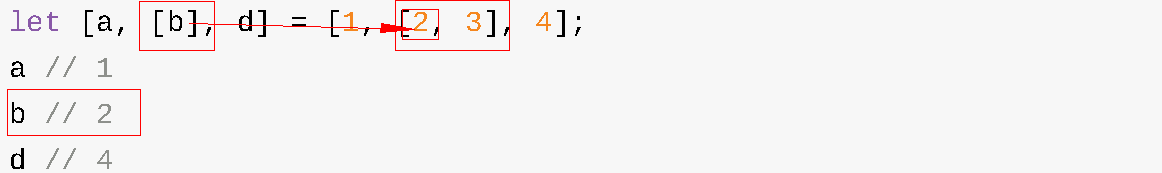 let [a, [b], d] = [1, [2, 3], 4];
a // 1
b // 2
d // 4